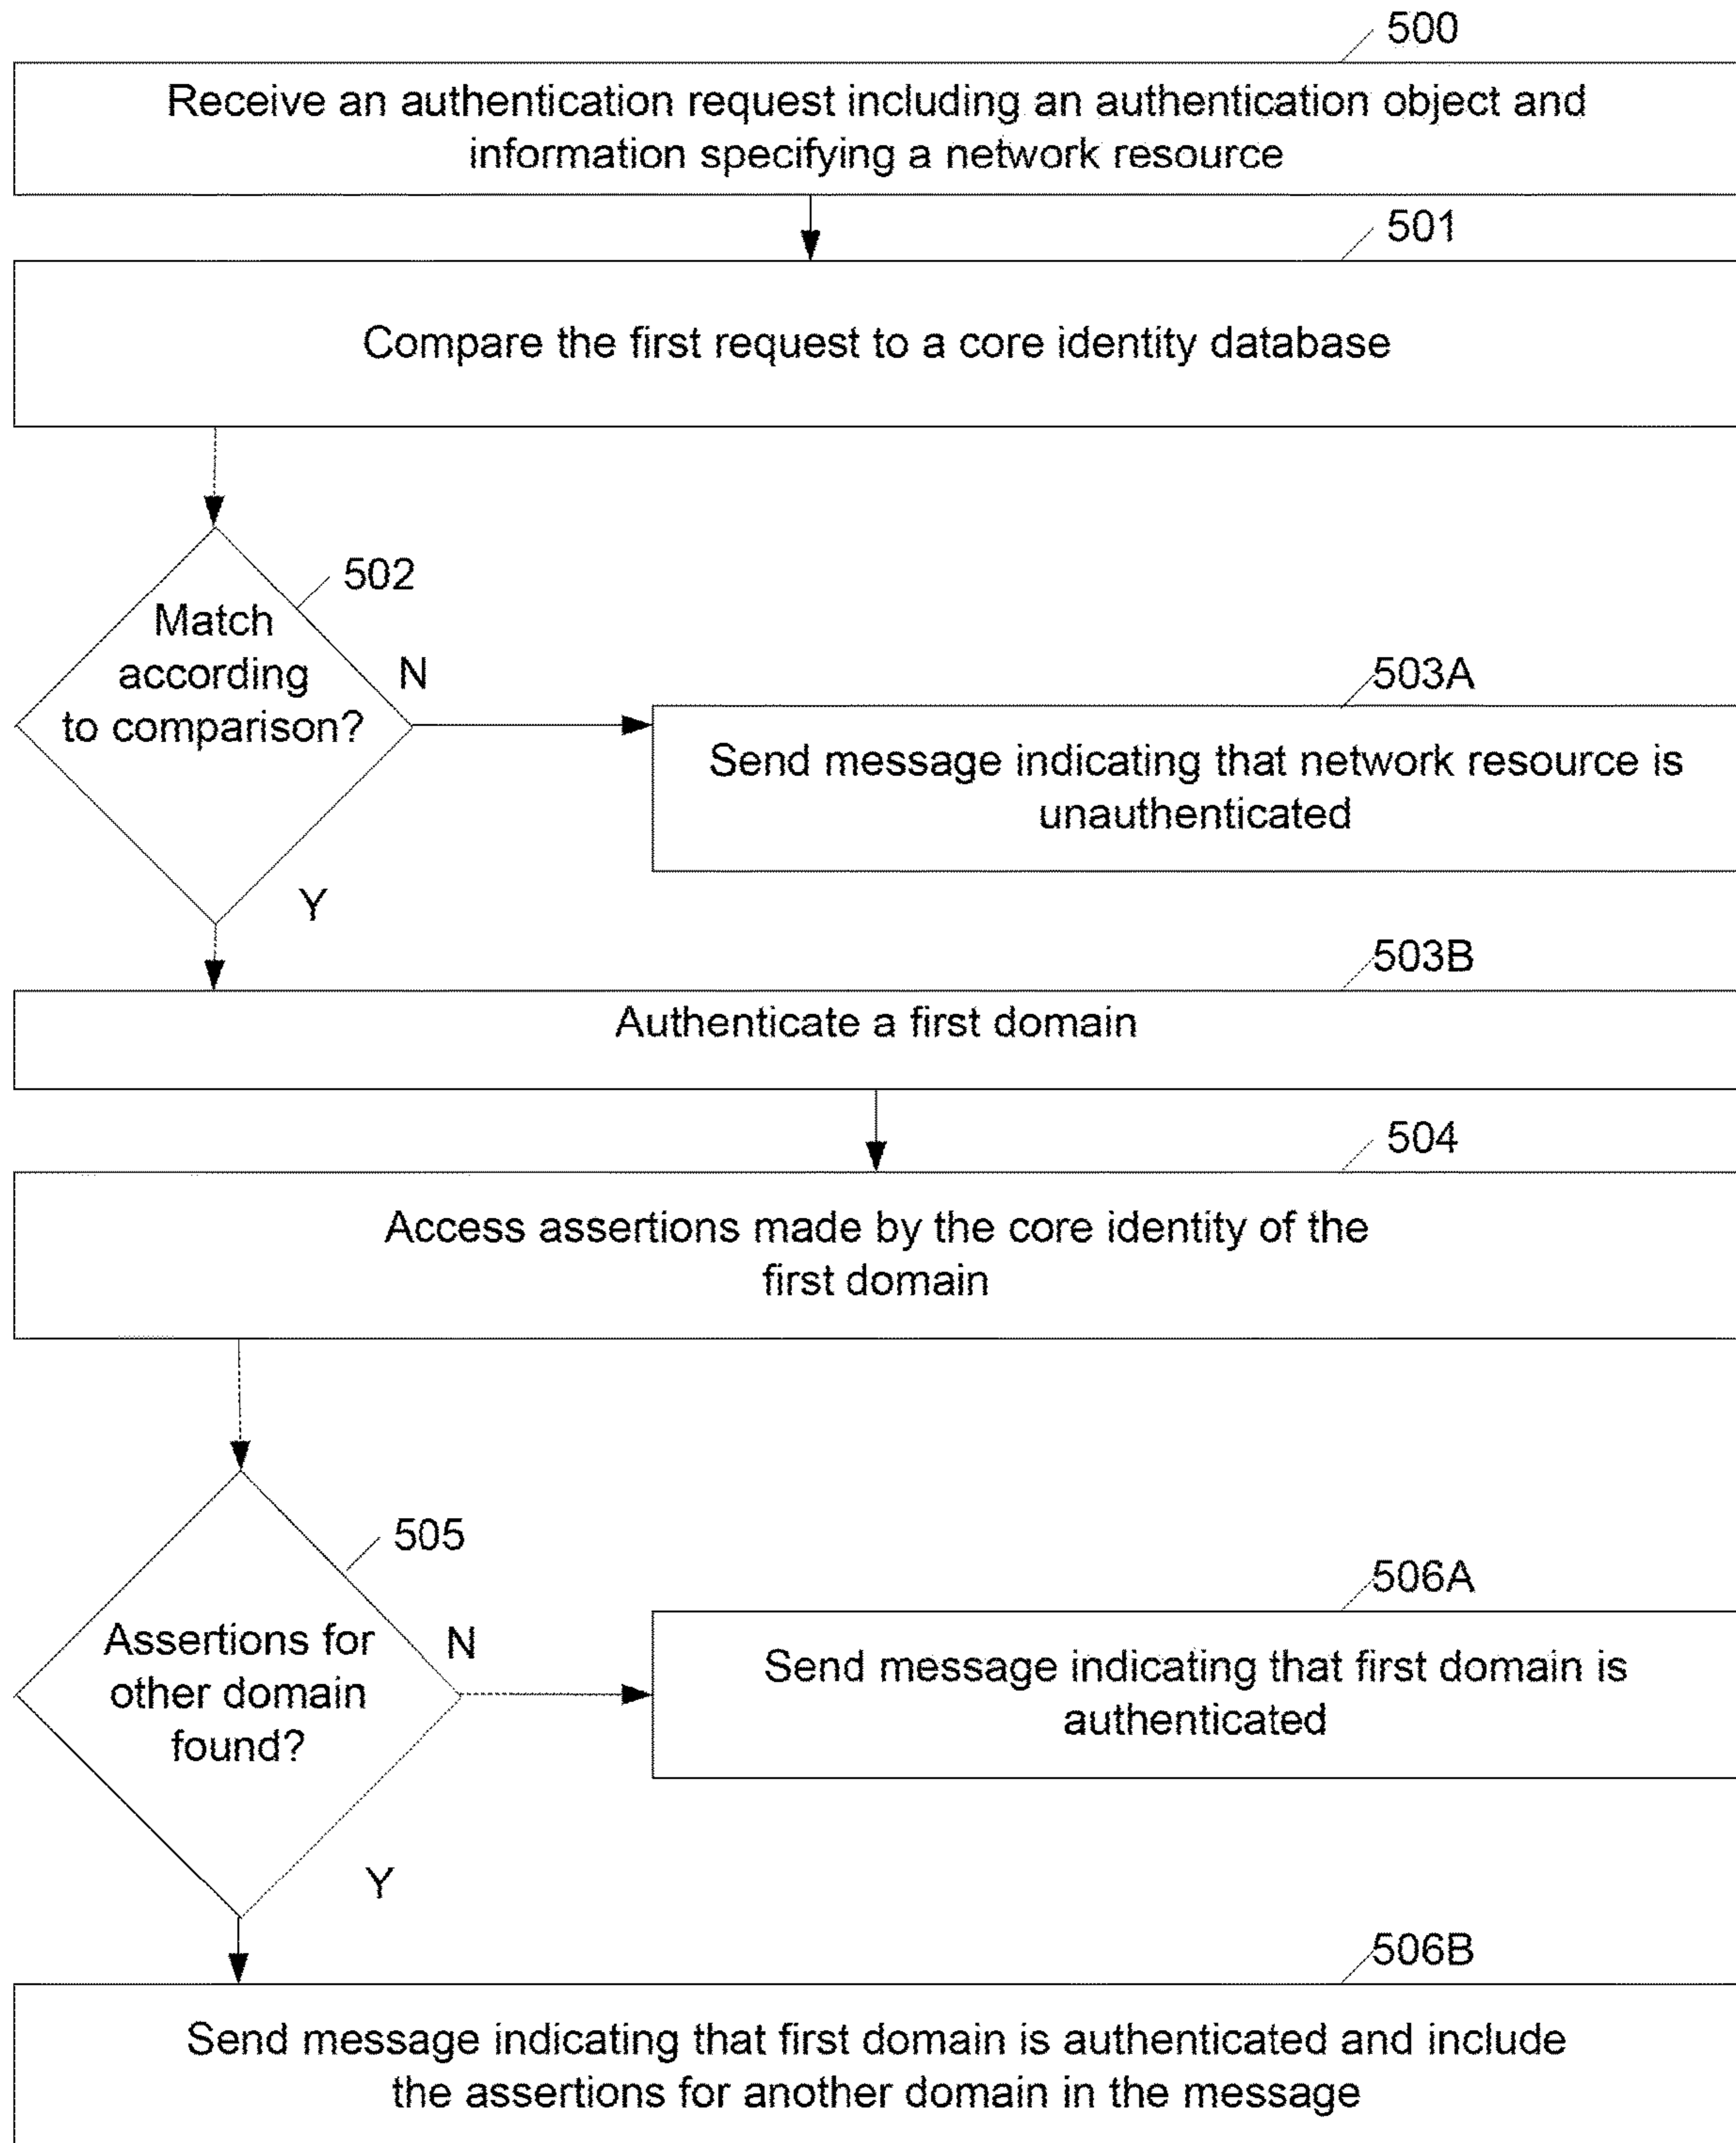 500
Receive an authentication request including an authentication object and
information specifying a network resource
501
Compare the first request to a core identity database
502
Match
according
to comparison?
N
Y
503A
Send message indicating that network resource is
unauthenticated
503B
Authenticate a first domain
504
Access assertions made by the core identity of the
first domain
505
Assertions for
other domain
found?
N
Y
506A
Send message indicating that first domain is
authenticated
506B
Send message indicating that first domain is authenticated and include
the assertions for another domain in the message